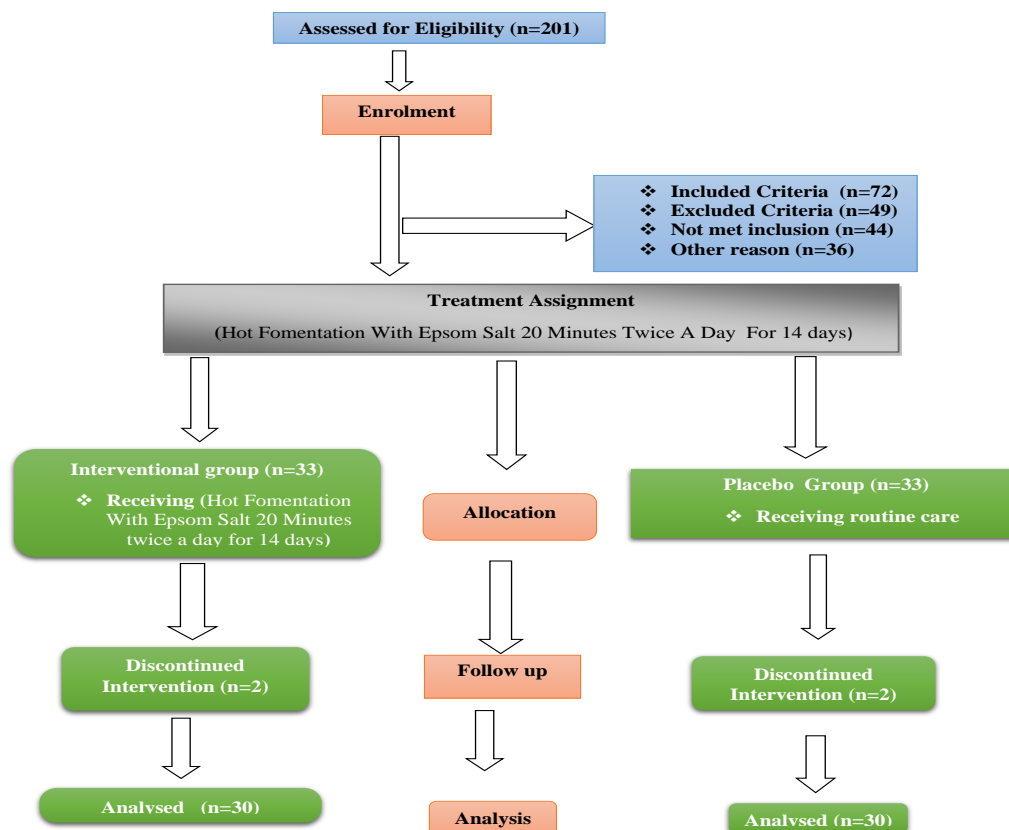 Assessed for Eligibility (n=201)
Enrolment
❖ Included Criteria (n=72)
❖ Excluded Criteria (n=49)
❖ Not met inclusion (n=44)
❖ Other reason (n=36)
Treatment Assignment
(Hot Fomentation With Epsom Salt 20 Minutes Twice A Day For 14 days)
Interventional group (n=33)
❖ Receiving (Hot Fomentation
With Epsom Salt 20 Minutes
twice a day for 14 days)
Allocation
Placebo Group (n=33)
❖ Receiving routine care
Discontinued
Intervention (n=2)
Follow up
Discontinued
Intervention (n=2)
Analysed (n=30)
Analysis
Analysed (n=30)